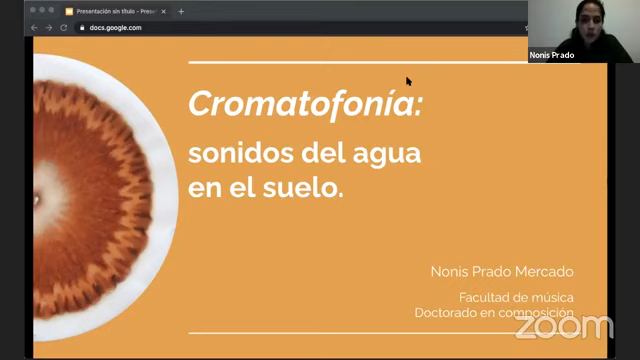 Presentación sin título - Presen
docs.google.com
Nonis Prado
Cromatofonía:
sonidos del agua
en el suelo.
Nonis Prado Mercado
Facultad de música
Doctorado en composición
zoom